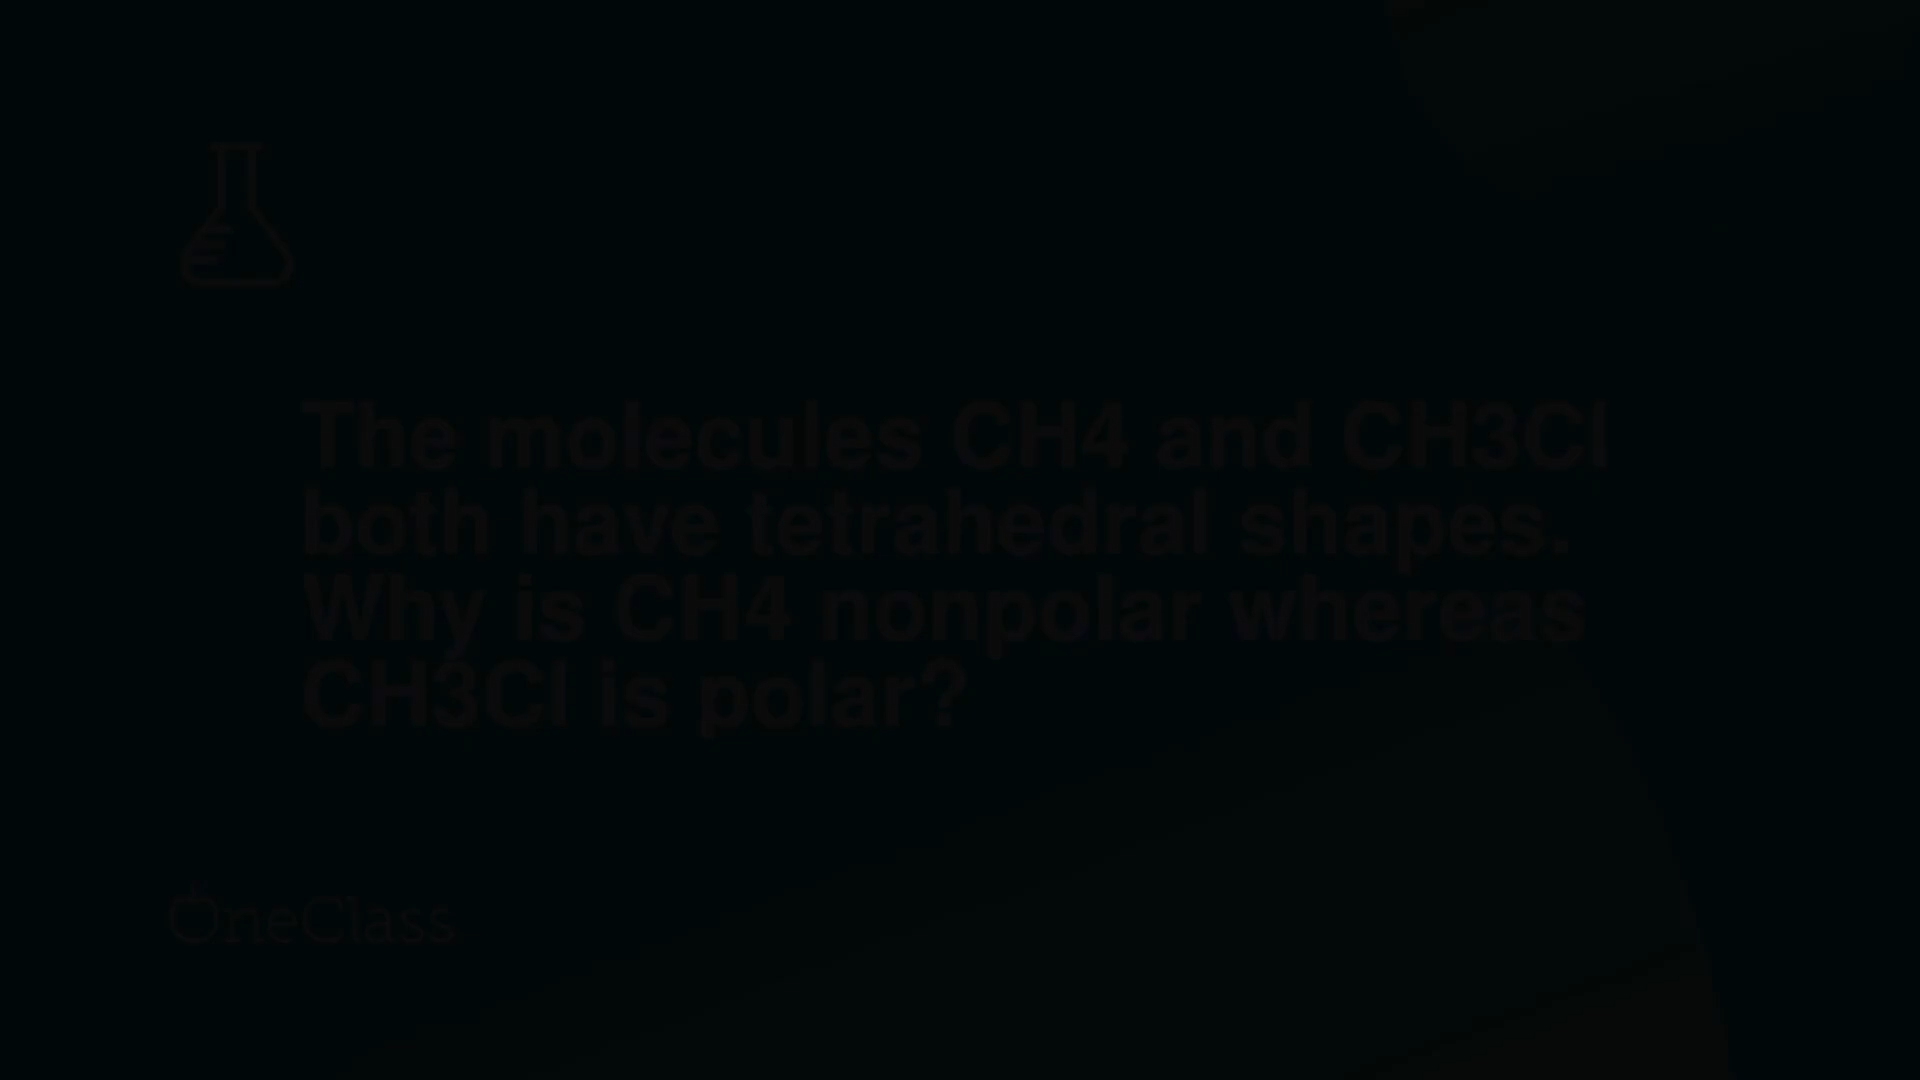 The molecules CH4 and CH3Cl
both have tetrahedral shapes.
Why is CH4 nonpolar whereas
CH3Cl is polar?
OneClass